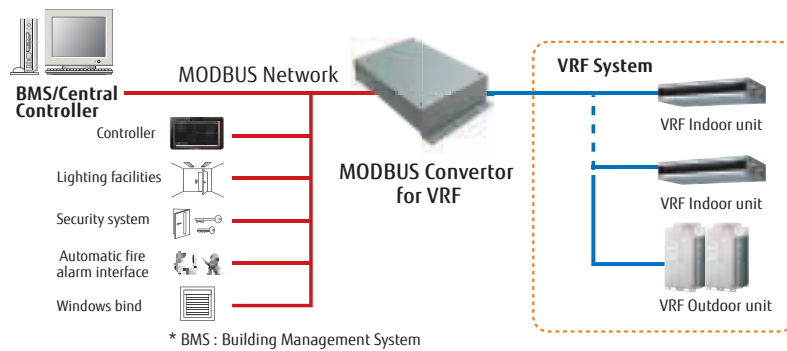 MODBUS Network
BMS/Central
Controller
Controller
Lighting facilities
Security system
Automatic fire
alarm interface
Windows bind
MODBUS Convertor
for VRF
VRF System
VRF Indoor unit
VRF Indoor unit
VRF Outdoor unit
* BMS : Building Management System